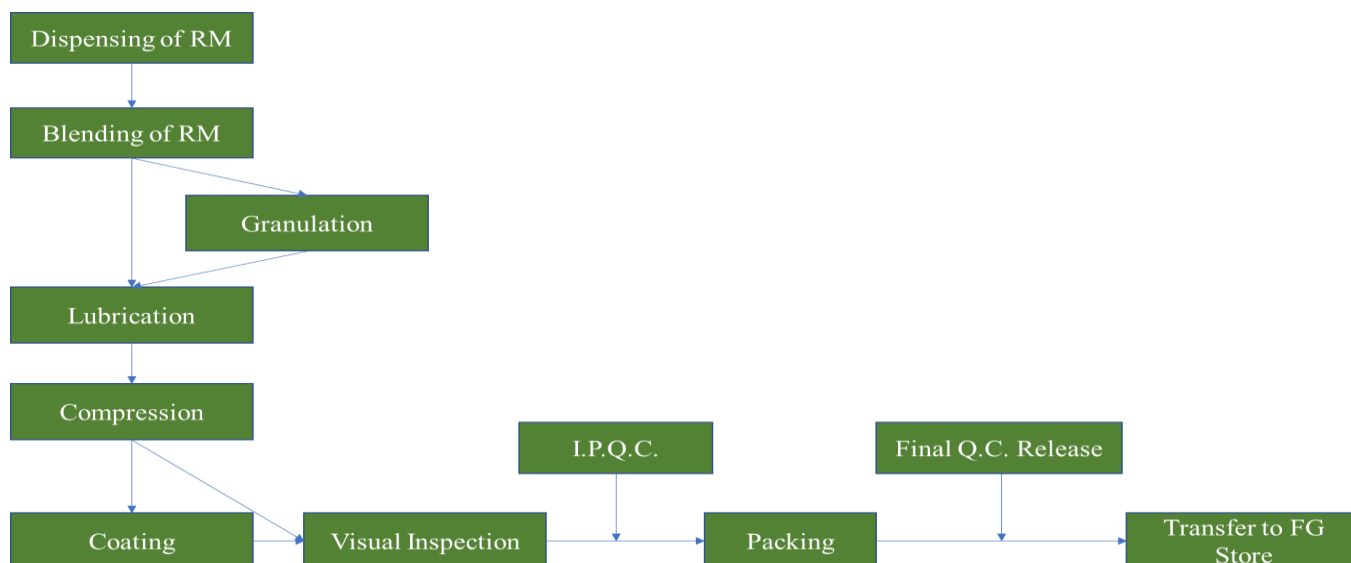 Dispensing of RM
Blending of RM
Granulation
Lubrication
Compression
I.P.Q.C.
Final Q.C. Release
Coating
Visual Inspection
Packing
Transfer to FG
Store